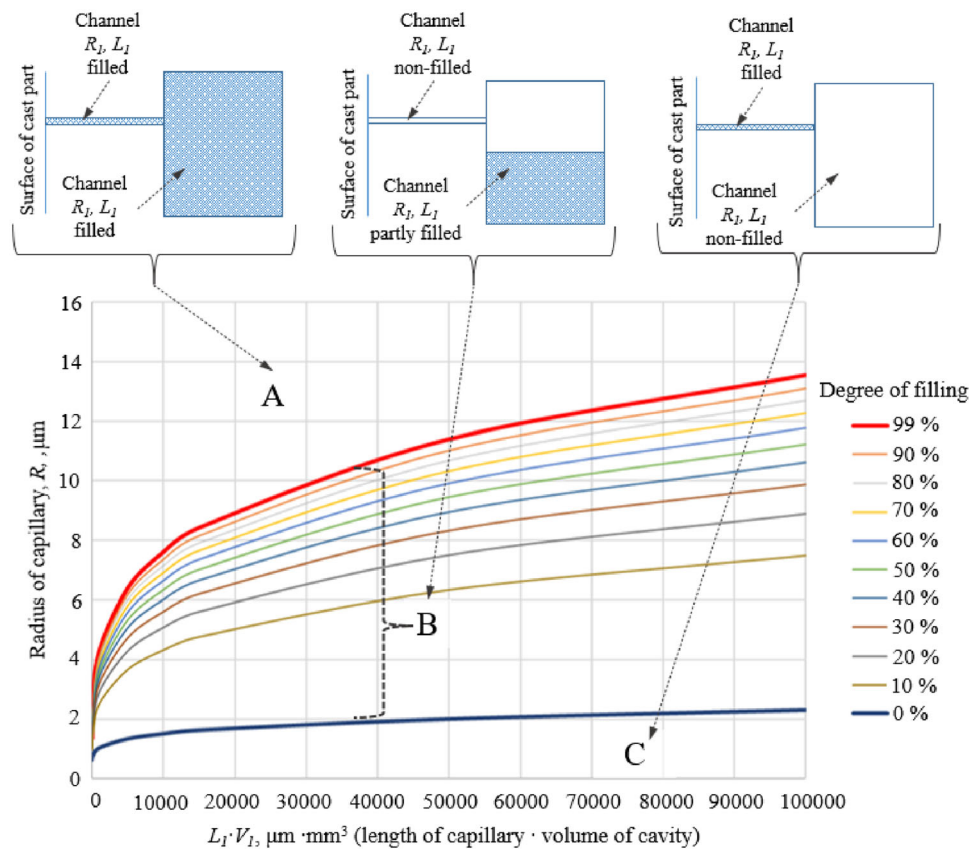 Channel
R1, L1
filled
Surface of cast part
Channel
R1, L1
filled
Channel
R1, L1
non-filled
Surface of cast part
Channel
R1, L1
partly filled
Channel
R1, L1
filled
Surface of cast part
Channel
R1, L1
non-filled
16
14
12
10
8
6
4
2
0
Radius of capillary, R, ,µm
A
B
C
Degree of filling
99 %
90 %
80 %
70 %
60 %
50 %
40 %
30 %
20 %
10 %
0 %
0 10000 20000 30000 40000 50000 60000 70000 80000 90000 100000
L1·V1, µm ·mm³ (length of capillary · volume of cavity)